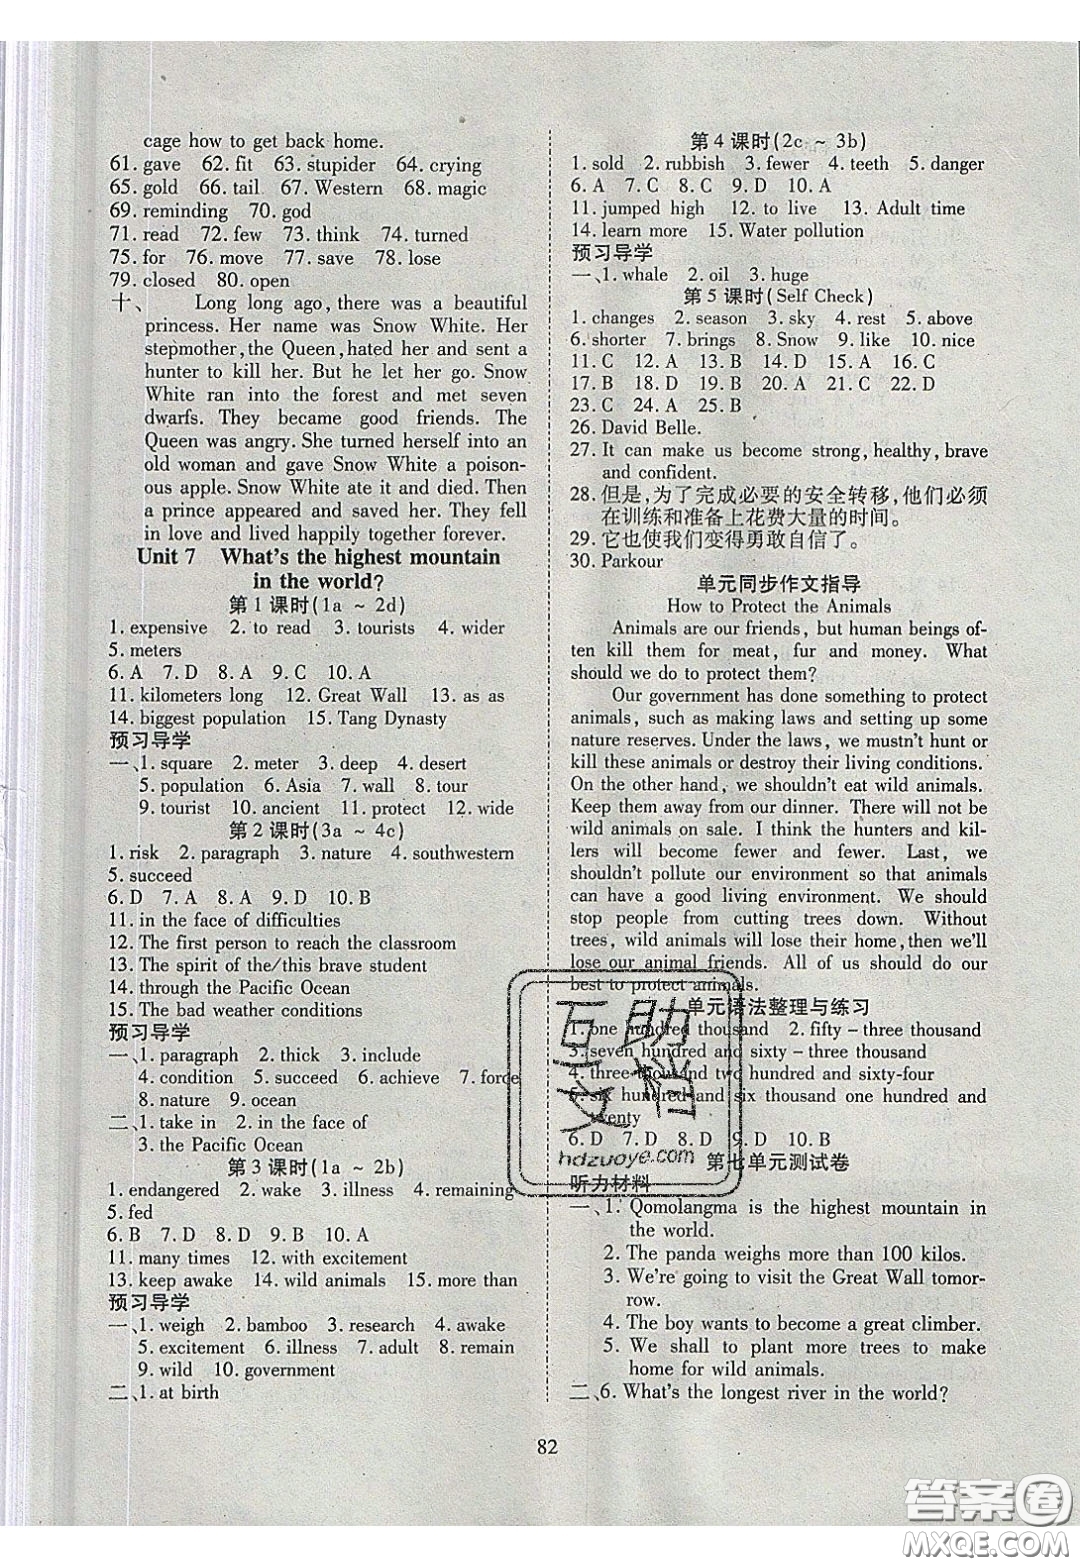 cage how to get back home.
61. gave 62. fit 63. stupider 64. crying
65. gold 66. tail 67. Western 68. magic
69. reminding 70. god
71. read 72. few 73. think 74. turned
75. for 76. move 77. save 78. lose
79. closed 80. open
十、 Long long ago, there was a beautiful
princess. Her name was Snow White. Her
stepmother, the Queen, hated her and sent a
hunter to kill her. But he let her go. Snow
White ran into the forest and met seven
dwarfs. They became good friends. The
Queen was angry. She turned herself into an
old woman and gave Snow White a poison-
ous apple. Snow White ate it and died. Then
a prince appeared and saved her. They fell
in love and lived happily together forever.
Unit 7 What's the highest mountain
in the world?
第 1 课时(1a ~ 2d)
1. expensive 2. to read 3. tourists 4. wider
5. meters
6. A 7. D 8. A 9. C 10. A
11. kilometers long 12. Great Wall 13. as as
14. biggest population 15. Tang Dynasty
预习导学
一、1. square 2. meter 3. deep 4. desert
5. population 6. Asia 7. wall 8. tour
9. tourist 10. ancient 11. protect 12. wide
第 2 课时(3a ~ 4c)
1. risk 2. paragraph 3. nature 4. southwestern
5. succeed
6. D 7. A 8. A 9. D 10. B
11. in the face of difficulties
12. The first person to reach the classroom
13. The spirit of the/this brave student
14. through the Pacific Ocean
15. The bad weather conditions
预习导学
一、1. paragraph 2. thick 3. include
4. condition 5. succeed 6. achieve 7. force
8. nature 9. ocean
二、1. take in 2. in the face of
3. the Pacific Ocean
第 3 课时(1a ~ 2b)
1. endangered 2. wake 3. illness 4. remaining
5. fed
6. B 7. D 8. D 9. D 10. A
11. many times 12. with excitement
13. keep awake 14. wild animals 15. more than
预习导学
一、1. weigh 2. bamboo 3. research 4. awake
5. excitement 6. illness 7. adult 8. remain
9. wild 10. government
二、1. at birth
第 4 课时(2c ~ 3b)
1. sold 2. rubbish 3. fewer 4. teeth 5. danger
6. A 7. C 8. C 9. D 10. A
11. jumped high 12. to live 13. Adult time
14. learn more 15. Water pollution
预习导学
一、1. whale 2. oil 3. huge
第 5 课时(Self Check)
1. changes 2. season 3. sky 4. rest 5. above
6. shorter 7. brings 8. Snow 9. like 10. nice
11. C 12. A 13. B 14. D 15. A 16. C
17. B 18. D 19. B 20. A 21. C 22. D
23. C 24. A 25. B
26. David Belle.
27. It can make us become strong, healthy, brave
and confident.
28. 但是,为了完成必要的安全转移,他们必须
在训练和准备上花费大量的时间。
29. 它也使我们变得勇敢自信了。
30. Parkour
单元同步作文指导
How to Protect the Animals
Animals are our friends, but human beings of-
ten kill them for meat, fur and money. What
should we do to protect them?
Our government has done something to protect
animals, such as making laws and setting up some
nature reserves. Under the laws, we mustn't hunt or
kill these animals or destroy their living conditions.
On the other hand, we shouldn't eat wild animals.
Keep them away from our dinner. There will not be
wild animals on sale. I think the hunters and kil-
lers will become fewer and fewer. Last, we
shouldn't pollute our environment so that animals
can have a good living environment. We should
stop people from cutting trees down. Without
trees, wild animals will lose their home, then we'll
lose our animal friends. All of us should do our
best to protect animals.
单元语法整理与练习
1. one hundred thousand 2. fifty - three thousand
3. seven hundred and sixty - three thousand
4. three thousand two hundred and sixty-four
5. six hundred and six thousand one hundred and
twenty
6. D 7. D 8. D 9. D 10. B
第七单元测试卷
听力材料
一、1. Qomolangma is the highest mountain in
the world.
2. The panda weighs more than 100 kilos.
3. We're going to visit the Great Wall tomor-
row.
4. The boy wants to become a great climber.
5. We shall to plant more trees to make
home for wild animals.
二、6. What's the longest river in the world?
82
互助文档
hdzuoye.com
答案圈
MXQE.COM